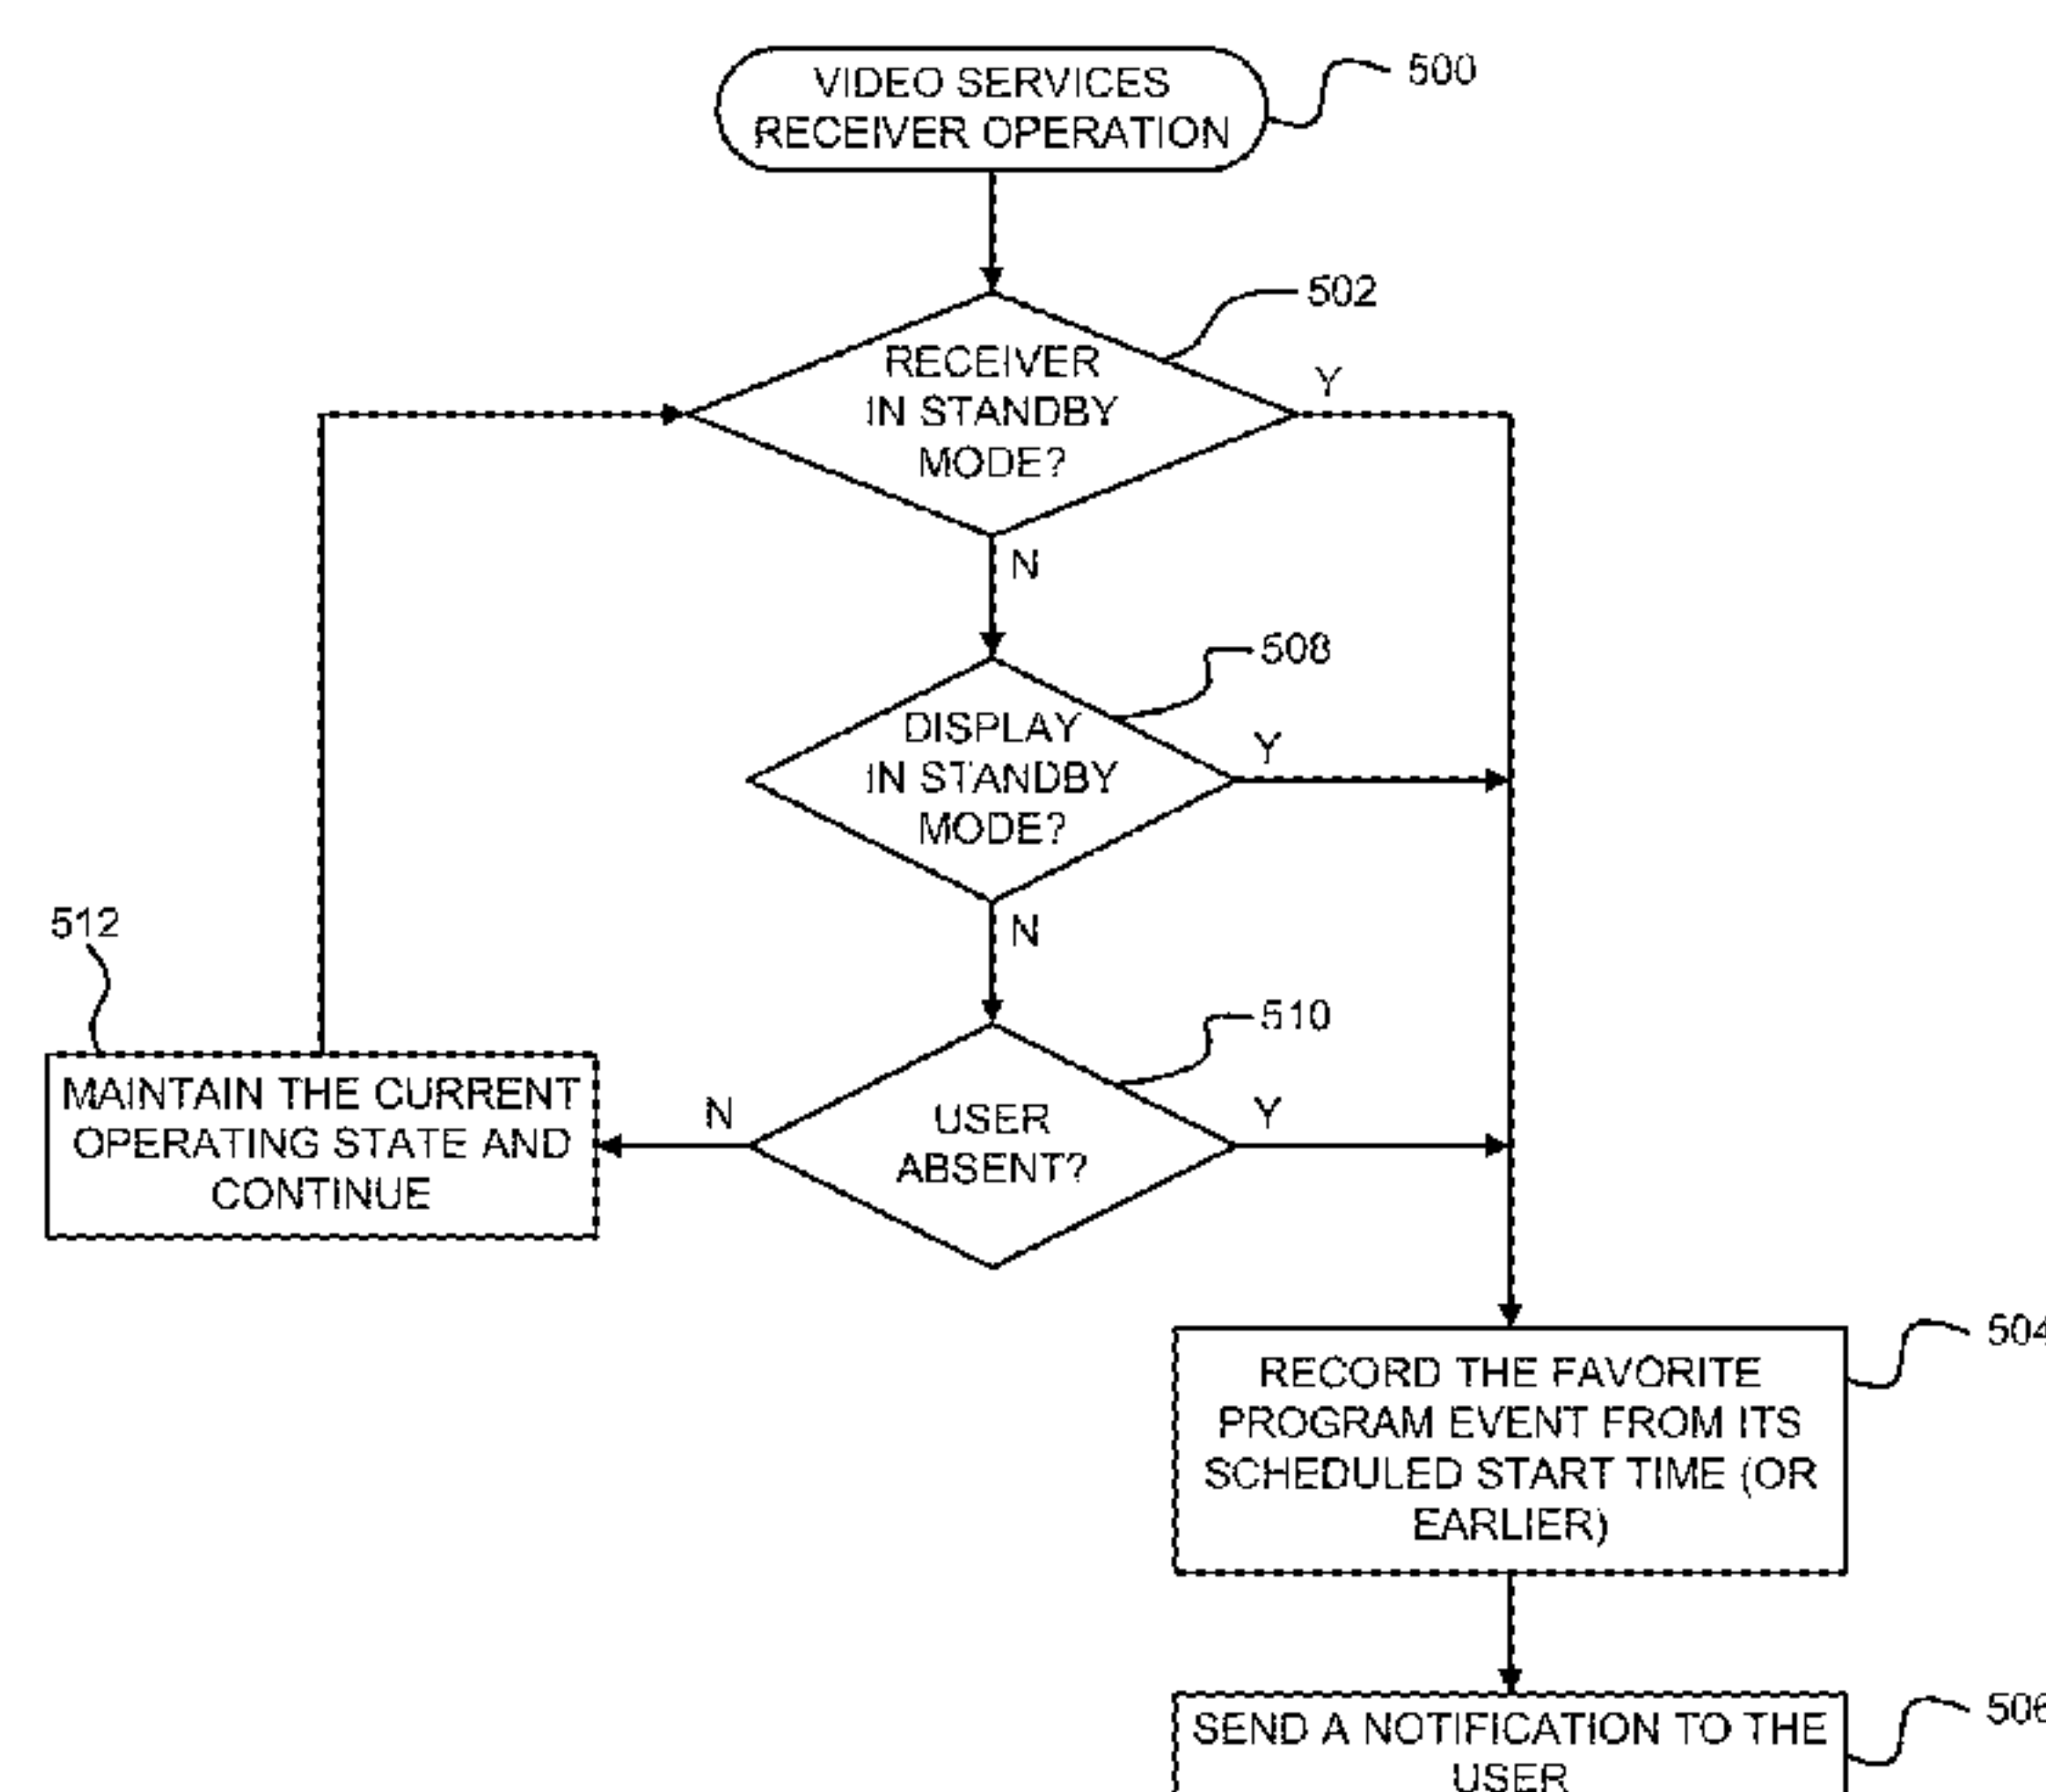 VIDEO SERVICES
RECEIVER OPERATION
500
502
RECEIVER
IN STANDBY
MODE?
Y
N
508
DISPLAY
IN STANDBY
MODE?
Y
N
512
510
MAINTAIN THE CURRENT
OPERATING STATE AND
CONTINUE
N
USER
ABSENT?
Y
504
RECORD THE FAVORITE
PROGRAM EVENT FROM ITS
SCHEDULED START TIME (OR
EARLIER)
506
SEND A NOTIFICATION TO THE
USER